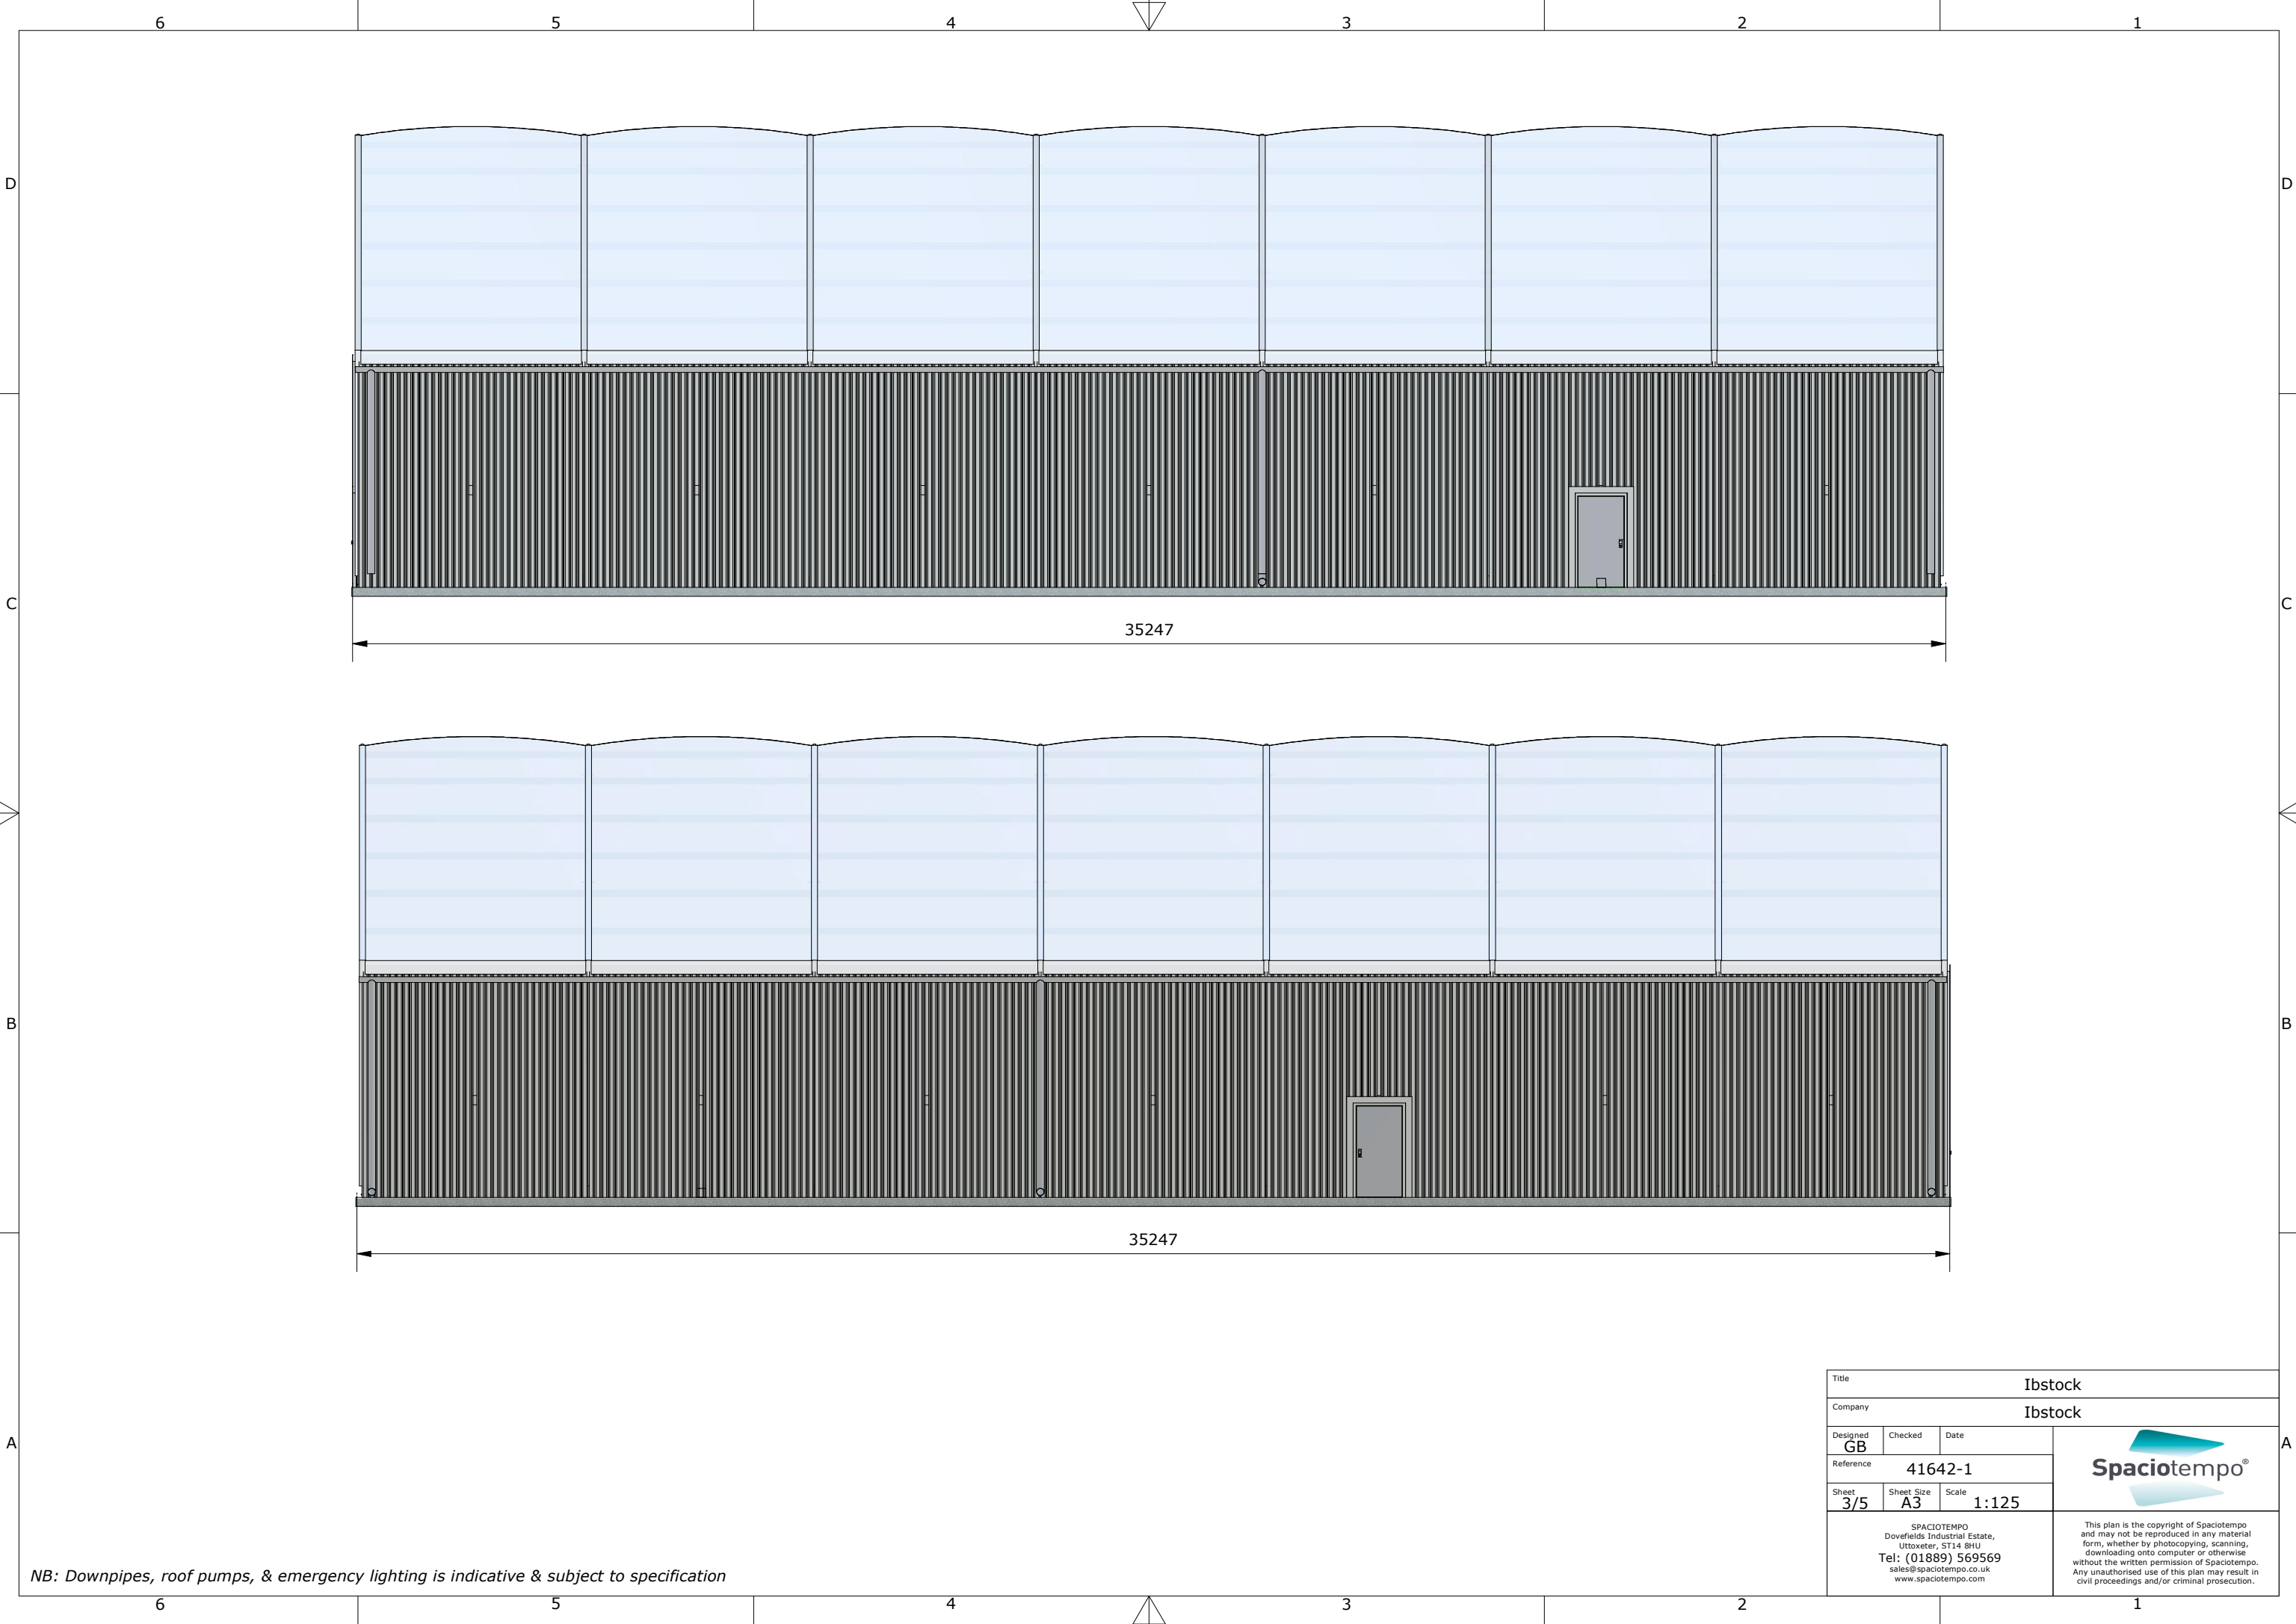 6 5 4 3 2 1
D D
C C
35247
B B
35247
A A
Title
Ibstock
Company
Ibstock
Designed
GB
Checked
Date
Reference
41642-1
Sheet
3/5
Sheet Size
A3
Scale
1:125
Spaciotempo®
SPACIOTEMPO
Dovefields Industrial Estate,
Uttoxeter, ST14 8HU
Tel: (01889) 569569
sales@spaciotempo.co.uk
www.spaciotempo.com
This plan is the copyright of Spaciotempo
and may not be reproduced in any material
form, whether by photocopying, scanning,
downloading onto computer or otherwise
without the written permission of Spaciotempo.
Any unauthorised use of this plan may result in
civil proceedings and/or criminal prosecution.
NB: Downpipes, roof pumps, & emergency lighting is indicative & subject to specification
6 5 4 3 2 1